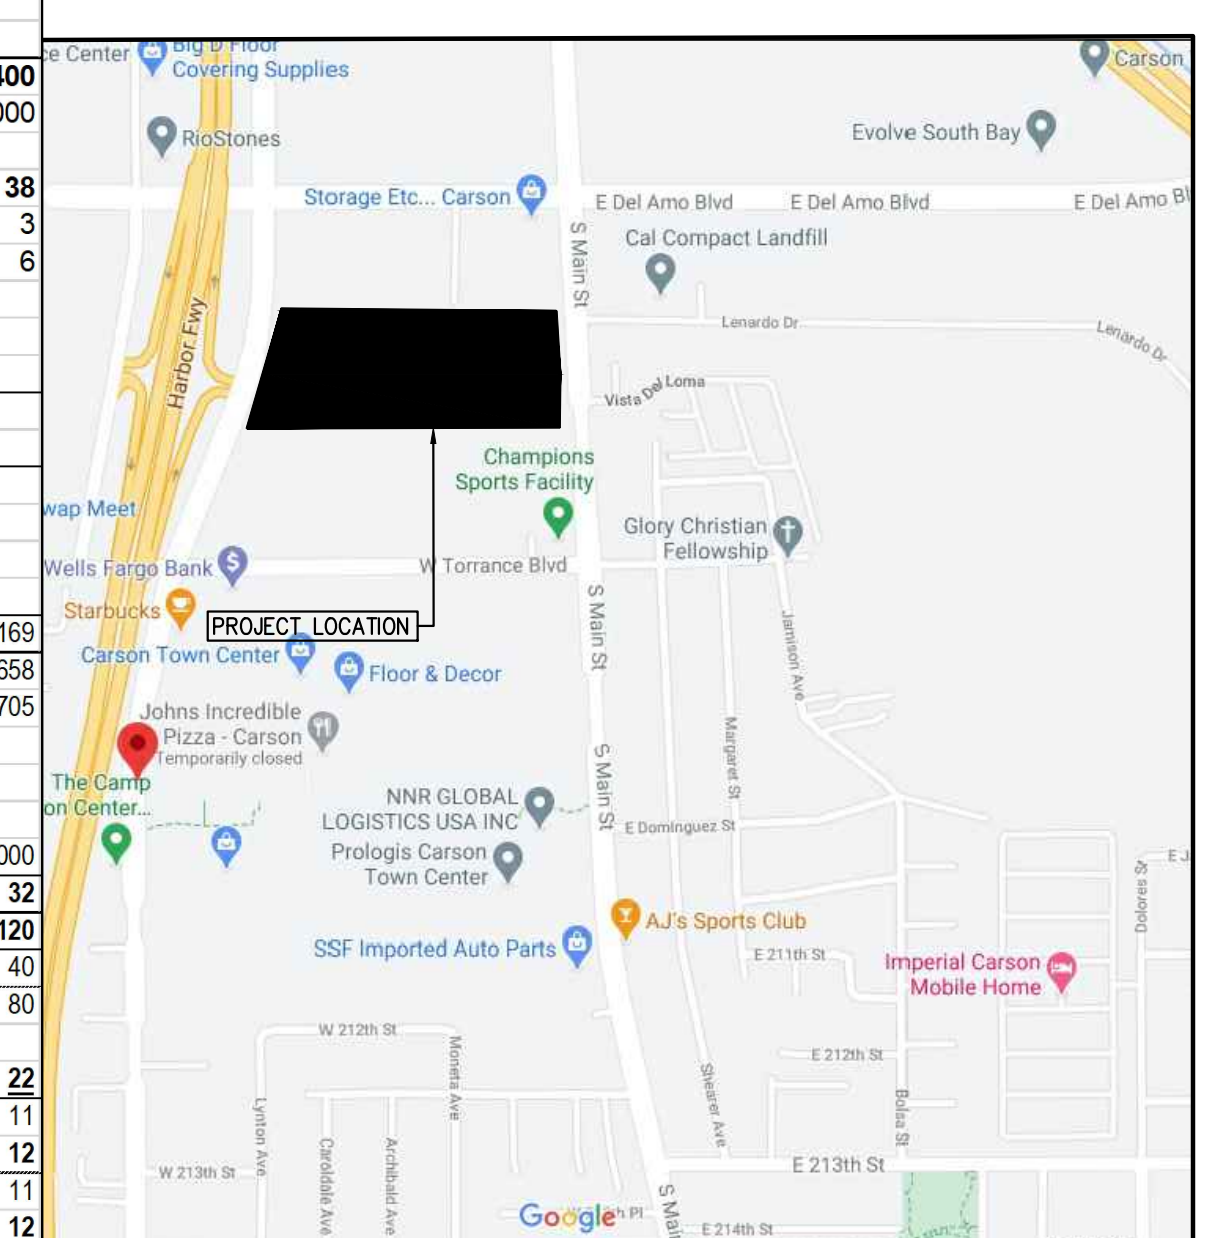 ce Center
Big D Floor
Covering Supplies
Carson
400
000
RioStones
Evolve South Bay
38
3
6
Storage Etc... Carson
E Del Amo Blvd
E Del Amo Blvd
E Del Amo Bl
S Main St
Cal Compact Landfill
Harbor Fwy
Lenardo Dr
Lenardo Dr
Vista Del Loma
Champions
Sports Facility
wap Meet
Glory Christian
Fellowship
Wells Fargo Bank
W Torrance Blvd
Starbucks
PROJECT LOCATION
S Main St
Jamison Ave
169
658
705
Carson Town Center
Floor & Decor
Johns Incredible
Pizza - Carson
Temporarily closed
Margaret St
S Main St
The Camp
on Center...
NNR GLOBAL
LOGISTICS USA INC
E Dominguez St
Prologis Carson
Town Center
000
32
120
40
80
E J
Dolores St
AJ's Sports Club
SSF Imported Auto Parts
E 211th St
Imperial Carson
Mobile Home
W 212th St
Moneta Ave
E 212th St
22
11
12
11
12
Lynton Ave
Shearer Ave
Bolsa St
Caroldale Ave
Archibald Ave
W 213th St
E 213th St
Google
h Pl
S Mai
E 214th St